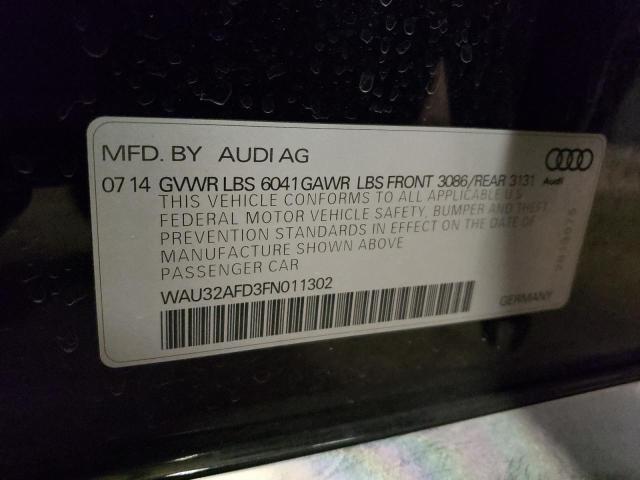 MFD. BY AUDI AG
Audi
07 14 GVWR LBS 6041 GAWR LBS FRONT 3086/REAR 3131
THIS VEHICLE CONFORMS TO ALL APPLICABLE U.S.
FEDERAL MOTOR VEHICLE SAFETY, BUMPER AND THEFT
PREVENTION STANDARDS IN EFFECT ON THE DATE OF
MANUFACTURE SHOWN ABOVE
PASSENGER CAR
WAU32AFD3FN011302
GERMANY